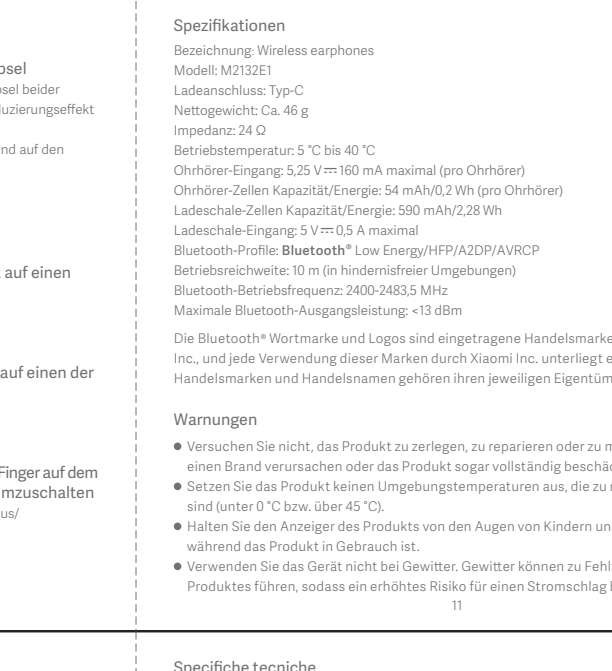 psel
sel beider
luzierungseffekt
nd auf den
auf einen
auf einen der
Finger auf dem
mzuschalten
us/
Spezifikationen
Bezeichnung: Wireless earphones
Modell: M2132E1
Ladeanschluss: Typ-C
Nettogewicht: Ca. 46 g
Impedanz: 24 Ω
Betriebstemperatur: 5 °C bis 40 °C
Ohrhörer-Eingang: 5,25 V⎓160 mA maximal (pro Ohrhörer)
Ohrhörer-Zellen Kapazität/Energie: 54 mAh/0,2 Wh (pro Ohrhörer)
Ladeschale-Zellen Kapazität/Energie: 590 mAh/2,28 Wh
Ladeschale-Eingang: 5 V⎓0,5 A maximal
Bluetooth-Profile: Bluetooth® Low Energy/HFP/A2DP/AVRCP
Betriebsreichweite: 10 m (in hindernisfreier Umgebungen)
Bluetooth-Betriebsfrequenz: 2400-2483,5 MHz
Maximale Bluetooth-Ausgangsleistung: <13 dBm
Die Bluetooth® Wortmarke und Logos sind eingetragene Handelsmarke
Inc., und jede Verwendung dieser Marken durch Xiaomi Inc. unterliegt e
Handelsmarken und Handelsnamen gehören ihren jeweiligen Eigentüm
Warnungen
● Versuchen Sie nicht, das Produkt zu zerlegen, zu reparieren oder zu m
einen Brand verursachen oder das Produkt sogar vollständig beschäd
● Setzen Sie das Produkt keinen Umgebungstemperaturen aus, die zu
sind (unter 0 °C bzw. über 45 °C).
● Halten Sie den Anzeiger des Produkts von den Augen von Kindern un
während das Produkt in Gebrauch ist.
● Verwenden Sie das Gerät nicht bei Gewitter. Gewitter können zu Fehl
Produktes führen, sodass ein erhöhtes Risiko für einen Stromschlag
11
Specifiche tecniche